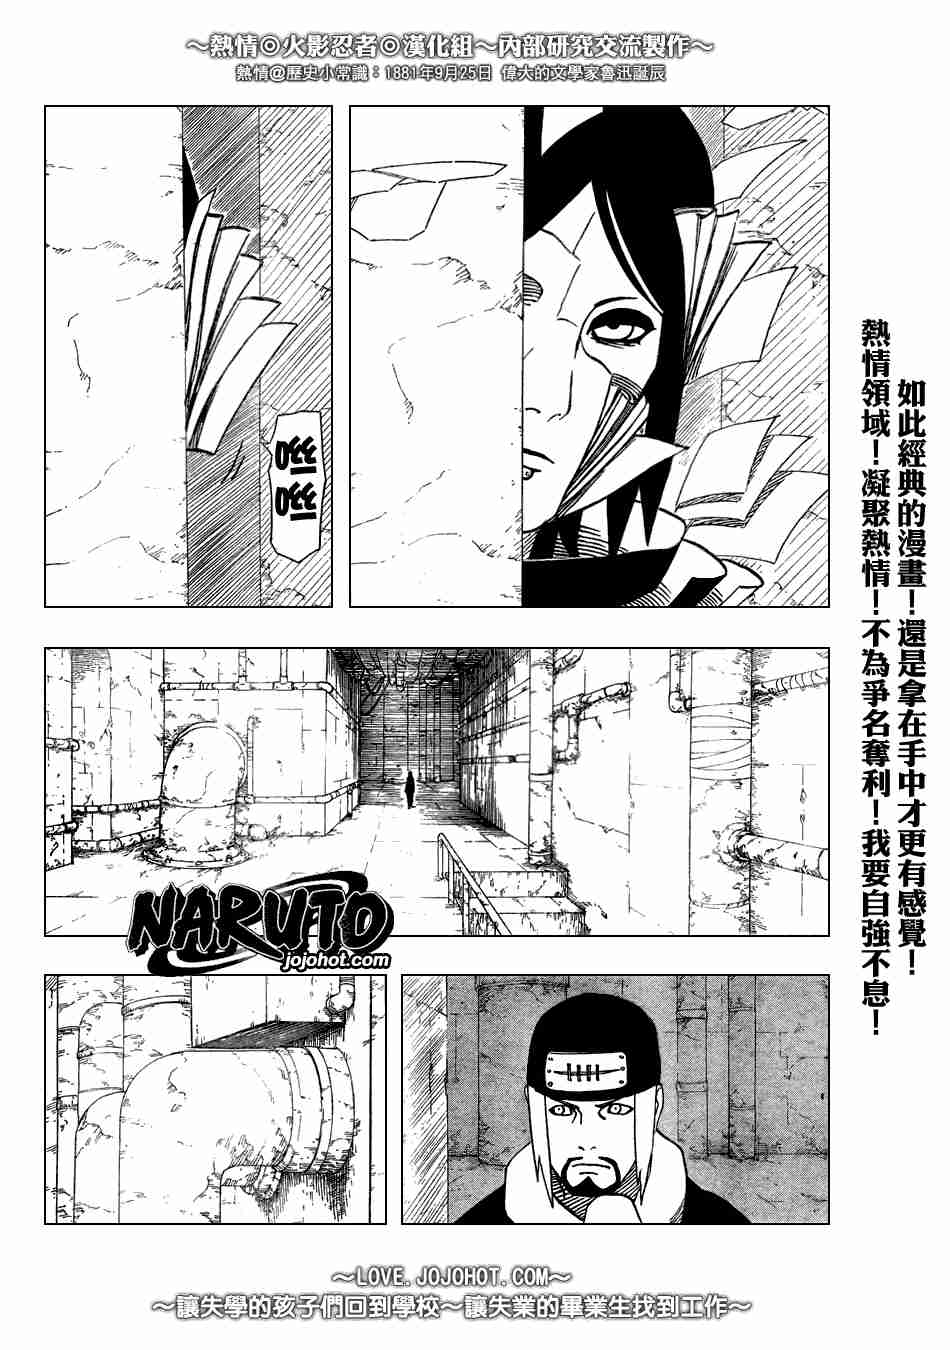 ～熱情◎火影忍者◎漢化組～內部研究交流製作～
熱情@歷史小常識：1881年9月25日 偉大的文學家魯迅誕辰
如此經典的漫畫！還是拿在手中才更有感覺！
熱情領域！凝聚熱情！不為爭名奪利！我要自強不息！
NARUTO
jojohot.com
～LOVE.JOJOHOT.COM～
～讓失學的孩子們回到學校～讓失業的畢業生找到工作～